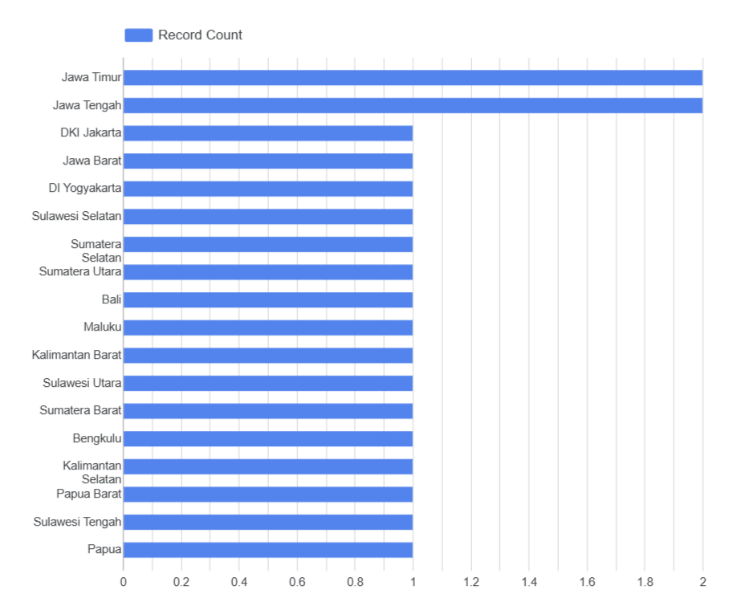 Record Count
Jawa Timur
Jawa Tengah
DKI Jakarta
Jawa Barat
DI Yogyakarta
Sulawesi Selatan
Sumatera
Selatan
Sumatera Utara
Bali
Maluku
Kalimantan Barat
Sulawesi Utara
Sumatera Barat
Bengkulu
Kalimantan
Selatan
Papua Barat
Sulawesi Tengah
Papua
0 0.2 0.4 0.6 0.8 1 1.2 1.4 1.6 1.8 2